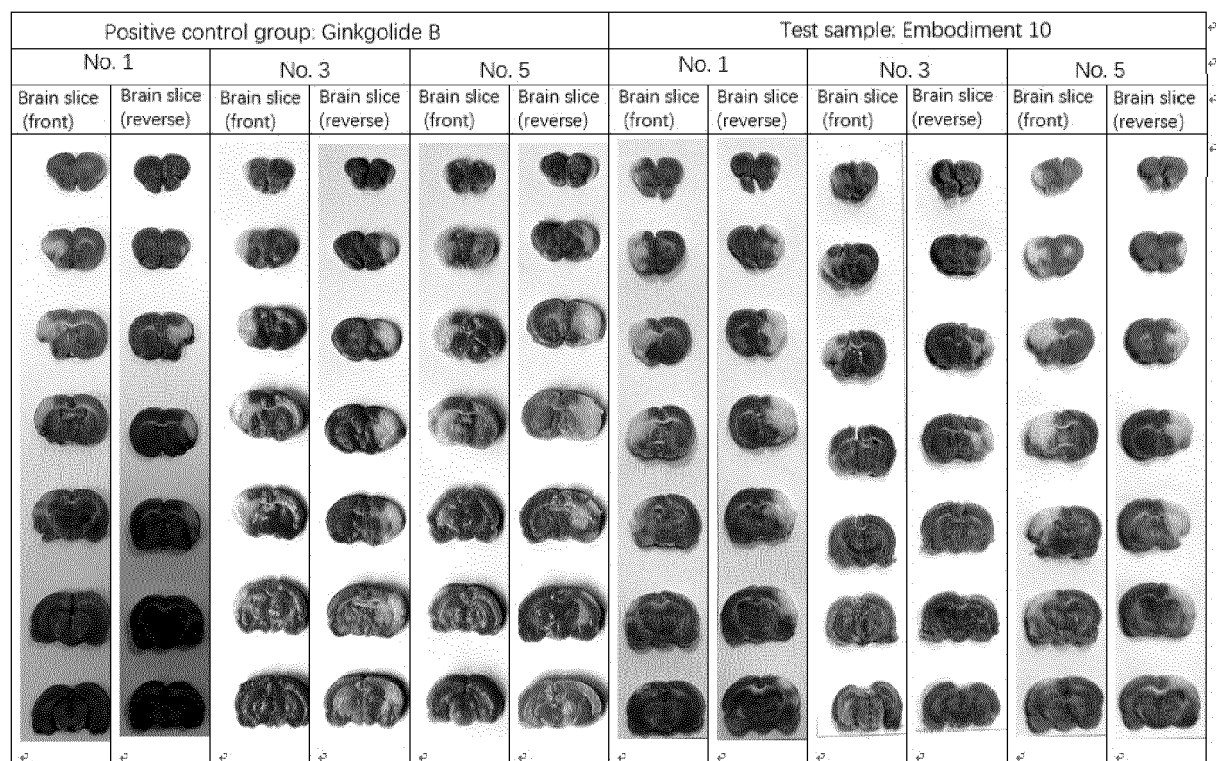 Positive control group: Ginkgolide B
Test sample: Embodiment 10
No. 1
No. 3
No. 5
No. 1
No. 3
No. 5
Brain slice
(front)
Brain slice
(reverse)
Brain slice
(front)
Brain slice
(reverse)
Brain slice
(front)
Brain slice
(reverse)
Brain slice
(front)
Brain slice
(reverse)
Brain slice
(front)
Brain slice
(reverse)
Brain slice
(front)
Brain slice
(reverse)